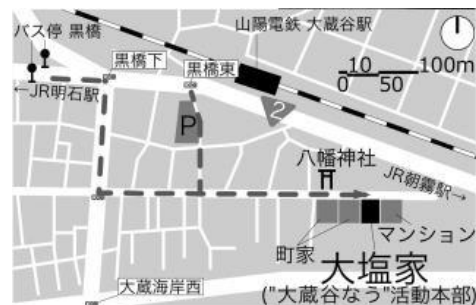 山陽電鉄 大蔵谷駅
バス停 黒橋
黒橋下
黒橋東
10 100m
0 50
←JR明石駅
2
P
八幡神社
JR朝霧駅→
町家
マンション
大塩家
大蔵海岸西
("大蔵谷なう"活動本部)